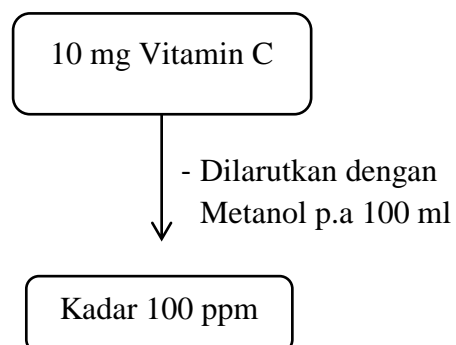 10 mg Vitamin C
- Dilarutkan dengan
Metanol p.a 100 ml
Kadar 100 ppm